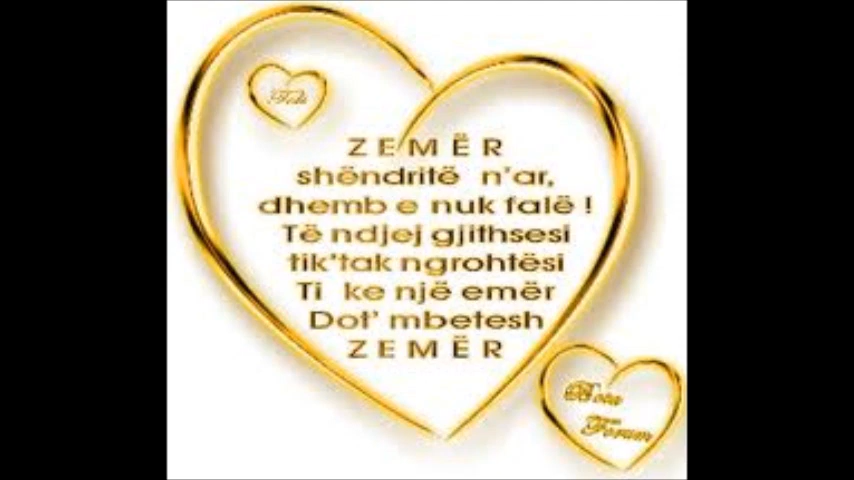 ZEMËR
shëndritë n'ar,
dhemb e nuk falë !
Të ndjej gjithsesi
tik'tak ngrohtësi
Ti ke një emër
Dot' mbetesh
ZEMËR
Forum